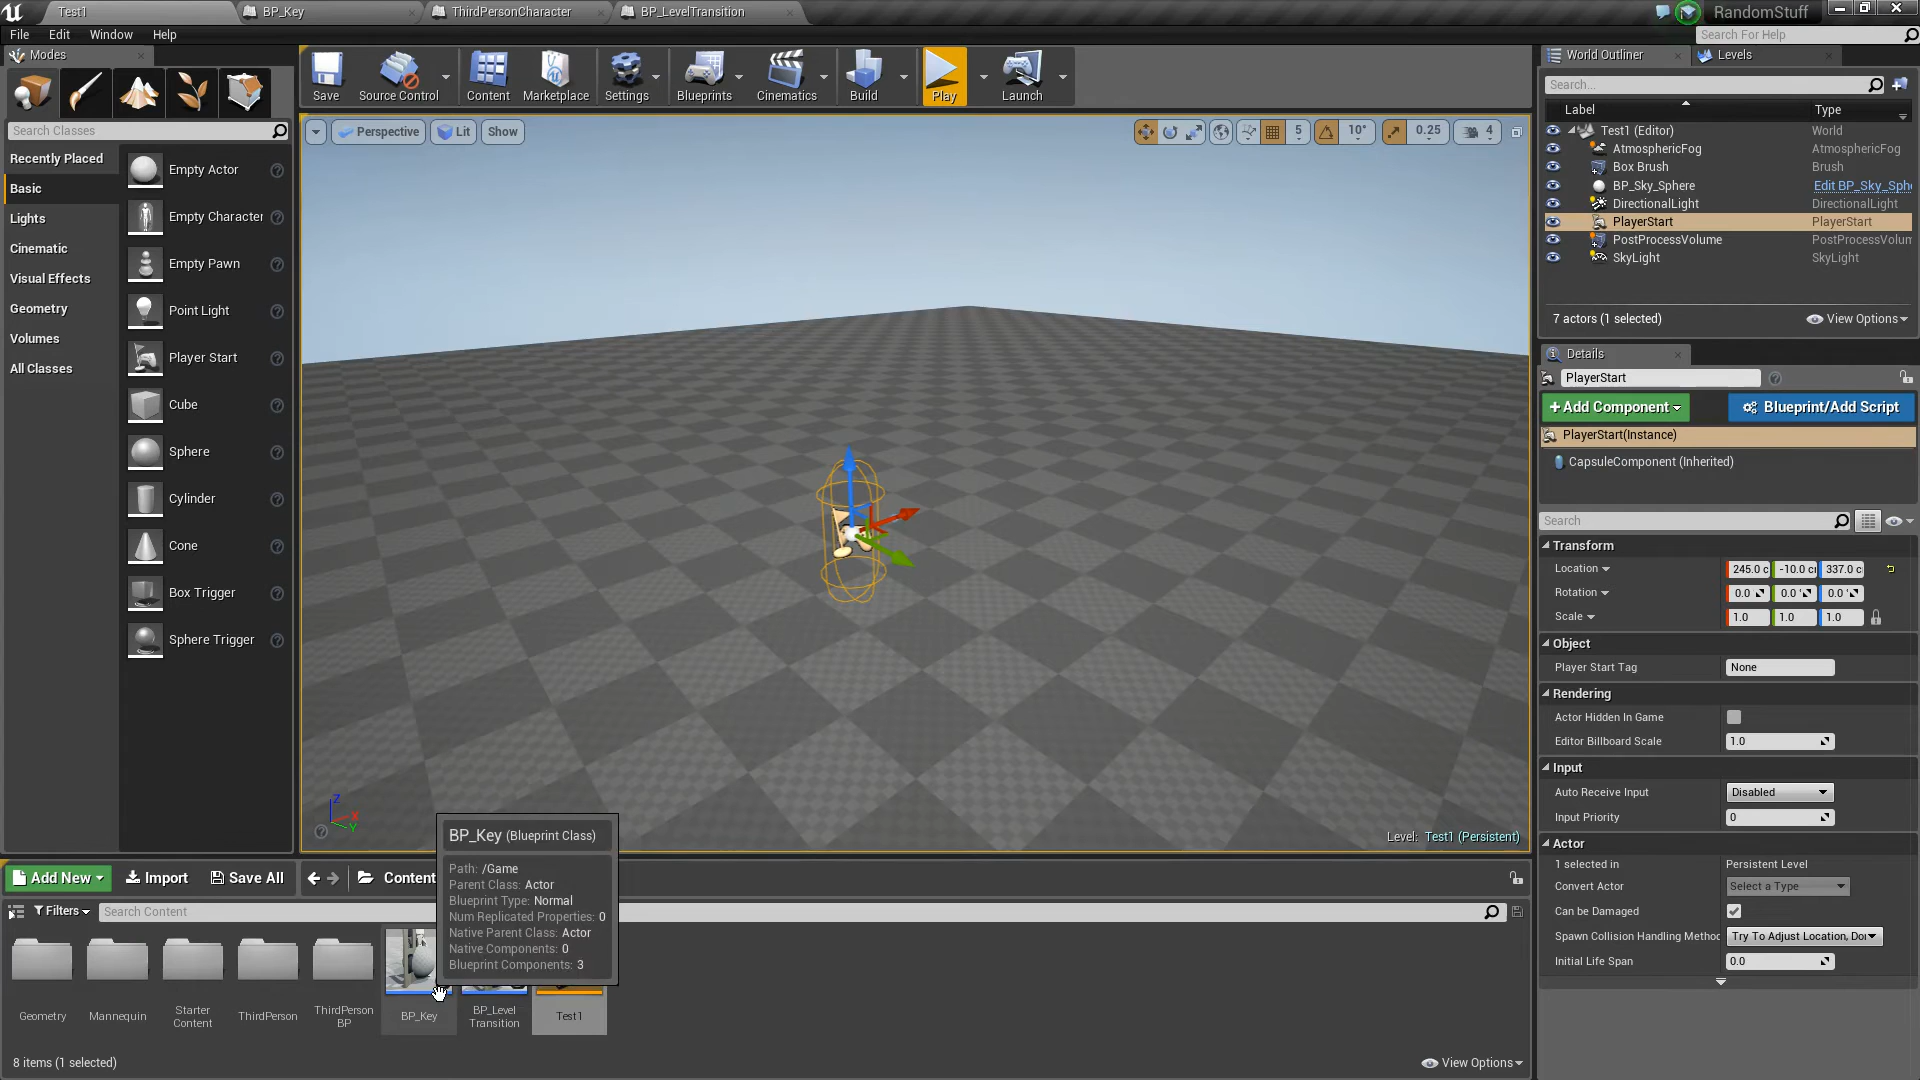 Test1
BP_Key
ThirdPersonCharacter
BP_LevelTransition
RandomStuff
File Edit Window Help
Search For Help
Modes
Save
Source Control
Content
Marketplace
Settings
Blueprints
Cinematics
Build
Play
Launch
Search Classes
Recently Placed
Basic
Lights
Cinematic
Visual Effects
Geometry
Volumes
All Classes
Empty Actor
Empty Character
Empty Pawn
Point Light
Player Start
Cube
Sphere
Cylinder
Cone
Box Trigger
Sphere Trigger
Perspective
Lit
Show
5
10°
0.25
4
Z
X
Y
Level: Test1 (Persistent)
World Outliner
Levels
Search...
Label Type
Test1 (Editor) World
AtmosphericFog AtmosphericFog
Box Brush Brush
BP_Sky_Sphere Edit BP_Sky_Sph
DirectionalLight DirectionalLight
PlayerStart PlayerStart
PostProcessVolume PostProcessVolum
SkyLight SkyLight
7 actors (1 selected)
View Options
Details
PlayerStart
+Add Component
Blueprint/Add Script
PlayerStart(Instance)
CapsuleComponent (Inherited)
Search
Transform
Location 245.0 c -10.0 c 337.0 c
Rotation 0.0 ° 0.0 ° 0.0 °
Scale 1.0 1.0 1.0
Object
Player Start Tag None
Rendering
Actor Hidden In Game
Editor Billboard Scale 1.0
Input
Auto Receive Input Disabled
Input Priority 0
Actor
1 selected in Persistent Level
Convert Actor Select a Type
Can be Damaged
Spawn Collision Handling Method Try To Adjust Location, Don
Initial Life Span 0.0
BP_Key (Blueprint Class)
Path: /Game
Parent Class: Actor
Blueprint Type: Normal
Num Replicated Properties: 0
Native Parent Class: Actor
Native Components: 0
Blueprint Components: 3
Add New
Import
Save All
Content
Filters
Search Content
Geometry
Mannequin
Starter
Content
ThirdPerson
ThirdPerson
BP
BP_Key
BP_Level
Transition
Test1
8 items (1 selected)
View Options